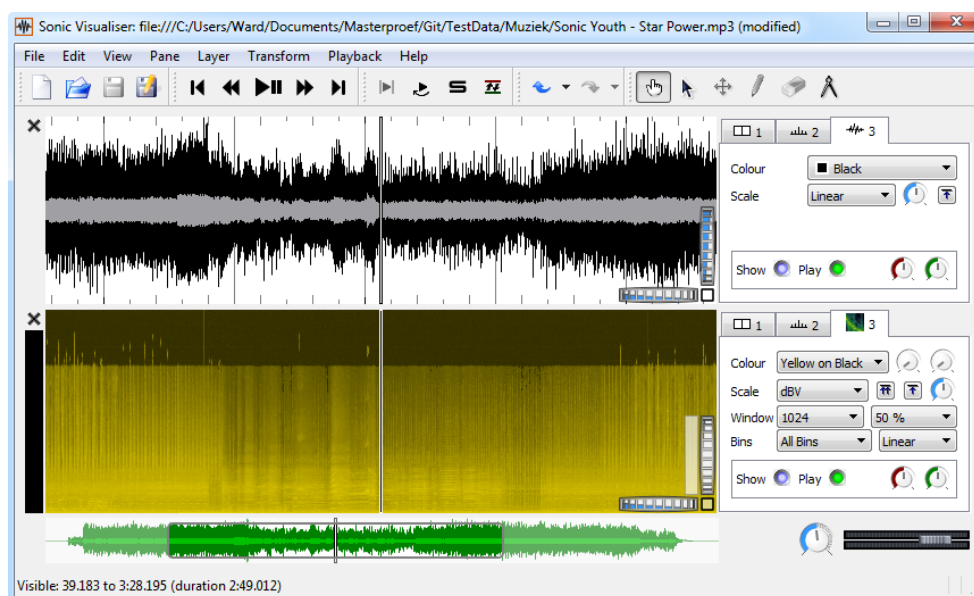 Sonic Visualiser: file:///C:/Users/Ward/Documents/Masterproef/Git/TestData/Muziek/Sonic Youth - Star Power.mp3 (modified)
File Edit View Pane Layer Transform Playback Help
1 2 3
Colour Black
Scale Linear
Show Play
1 2 3
Colour Yellow on Black
Scale dBV
Window 1024 50 %
Bins All Bins Linear
Show Play
Visible: 39.183 to 3:28.195 (duration 2:49.012)